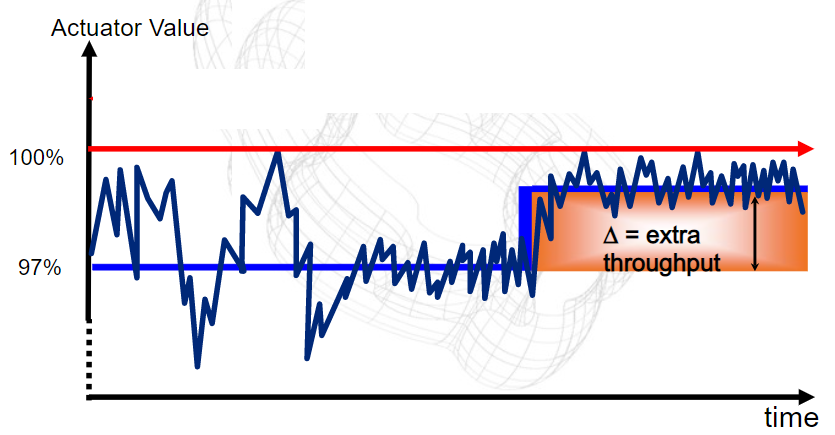 Actuator Value
100%
97%
Δ = extra
throughput
time